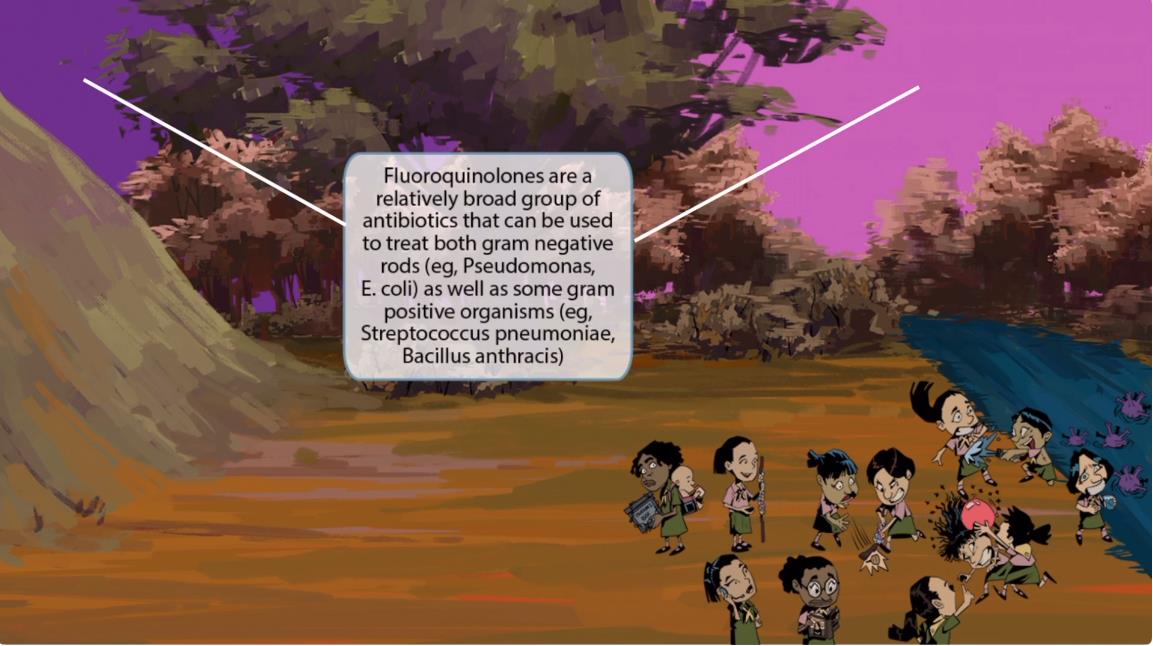 Fluoroquinolones are a
relatively broad group of
antibiotics that can be used
to treat both gram negative
rods (eg, Pseudomonas,
E. coli) as well as some gram
positive organisms (eg,
Streptococcus pneumoniae,
Bacillus anthracis)